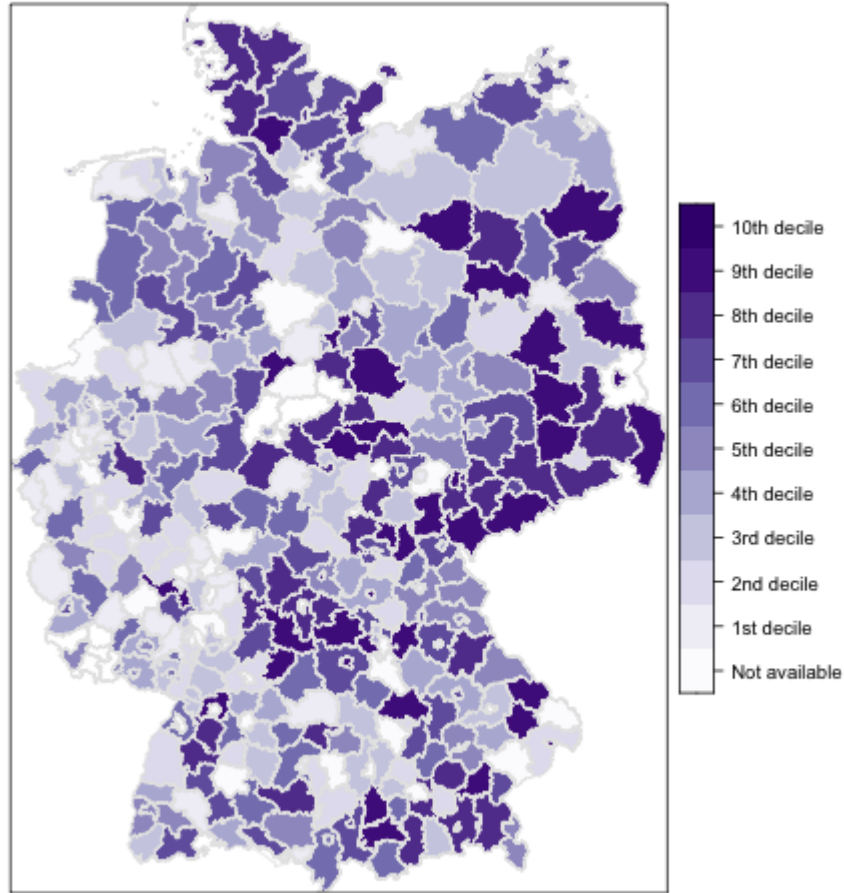 10th decile
9th decile
8th decile
7th decile
6th decile
5th decile
4th decile
3rd decile
2nd decile
1st decile
Not available